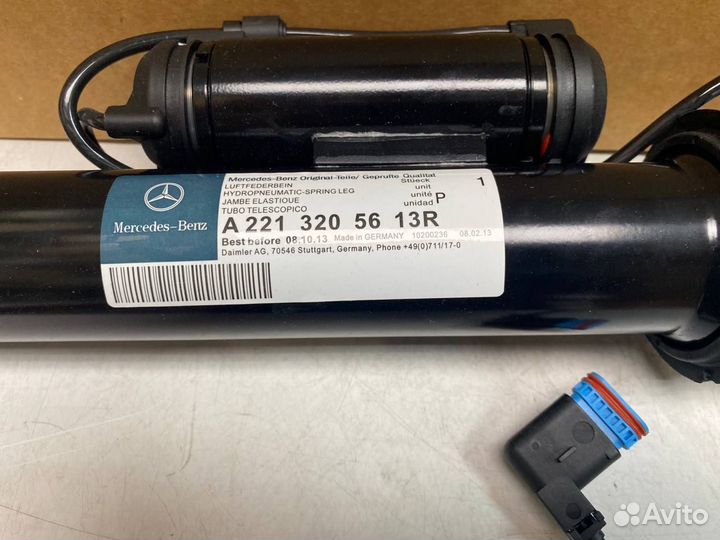 Mercedes-Benz
Mercedes-Benz Original-Teile/ Geprüfte Qualität
LUFTFEDERBEIN
HYDROPNEUMATIC-SPRING LEG
JAMBE ELASTIQUE
TUBO TELESCOPICO
Stueck
unit
unité
unidad
P
1
A 221 320 56 13R
Best before 08.10.13 Made in GERMANY 10200236 08.02.13
Daimler AG, 70546 Stuttgart, Germany, Phone +49(0)711/17-0
Avito